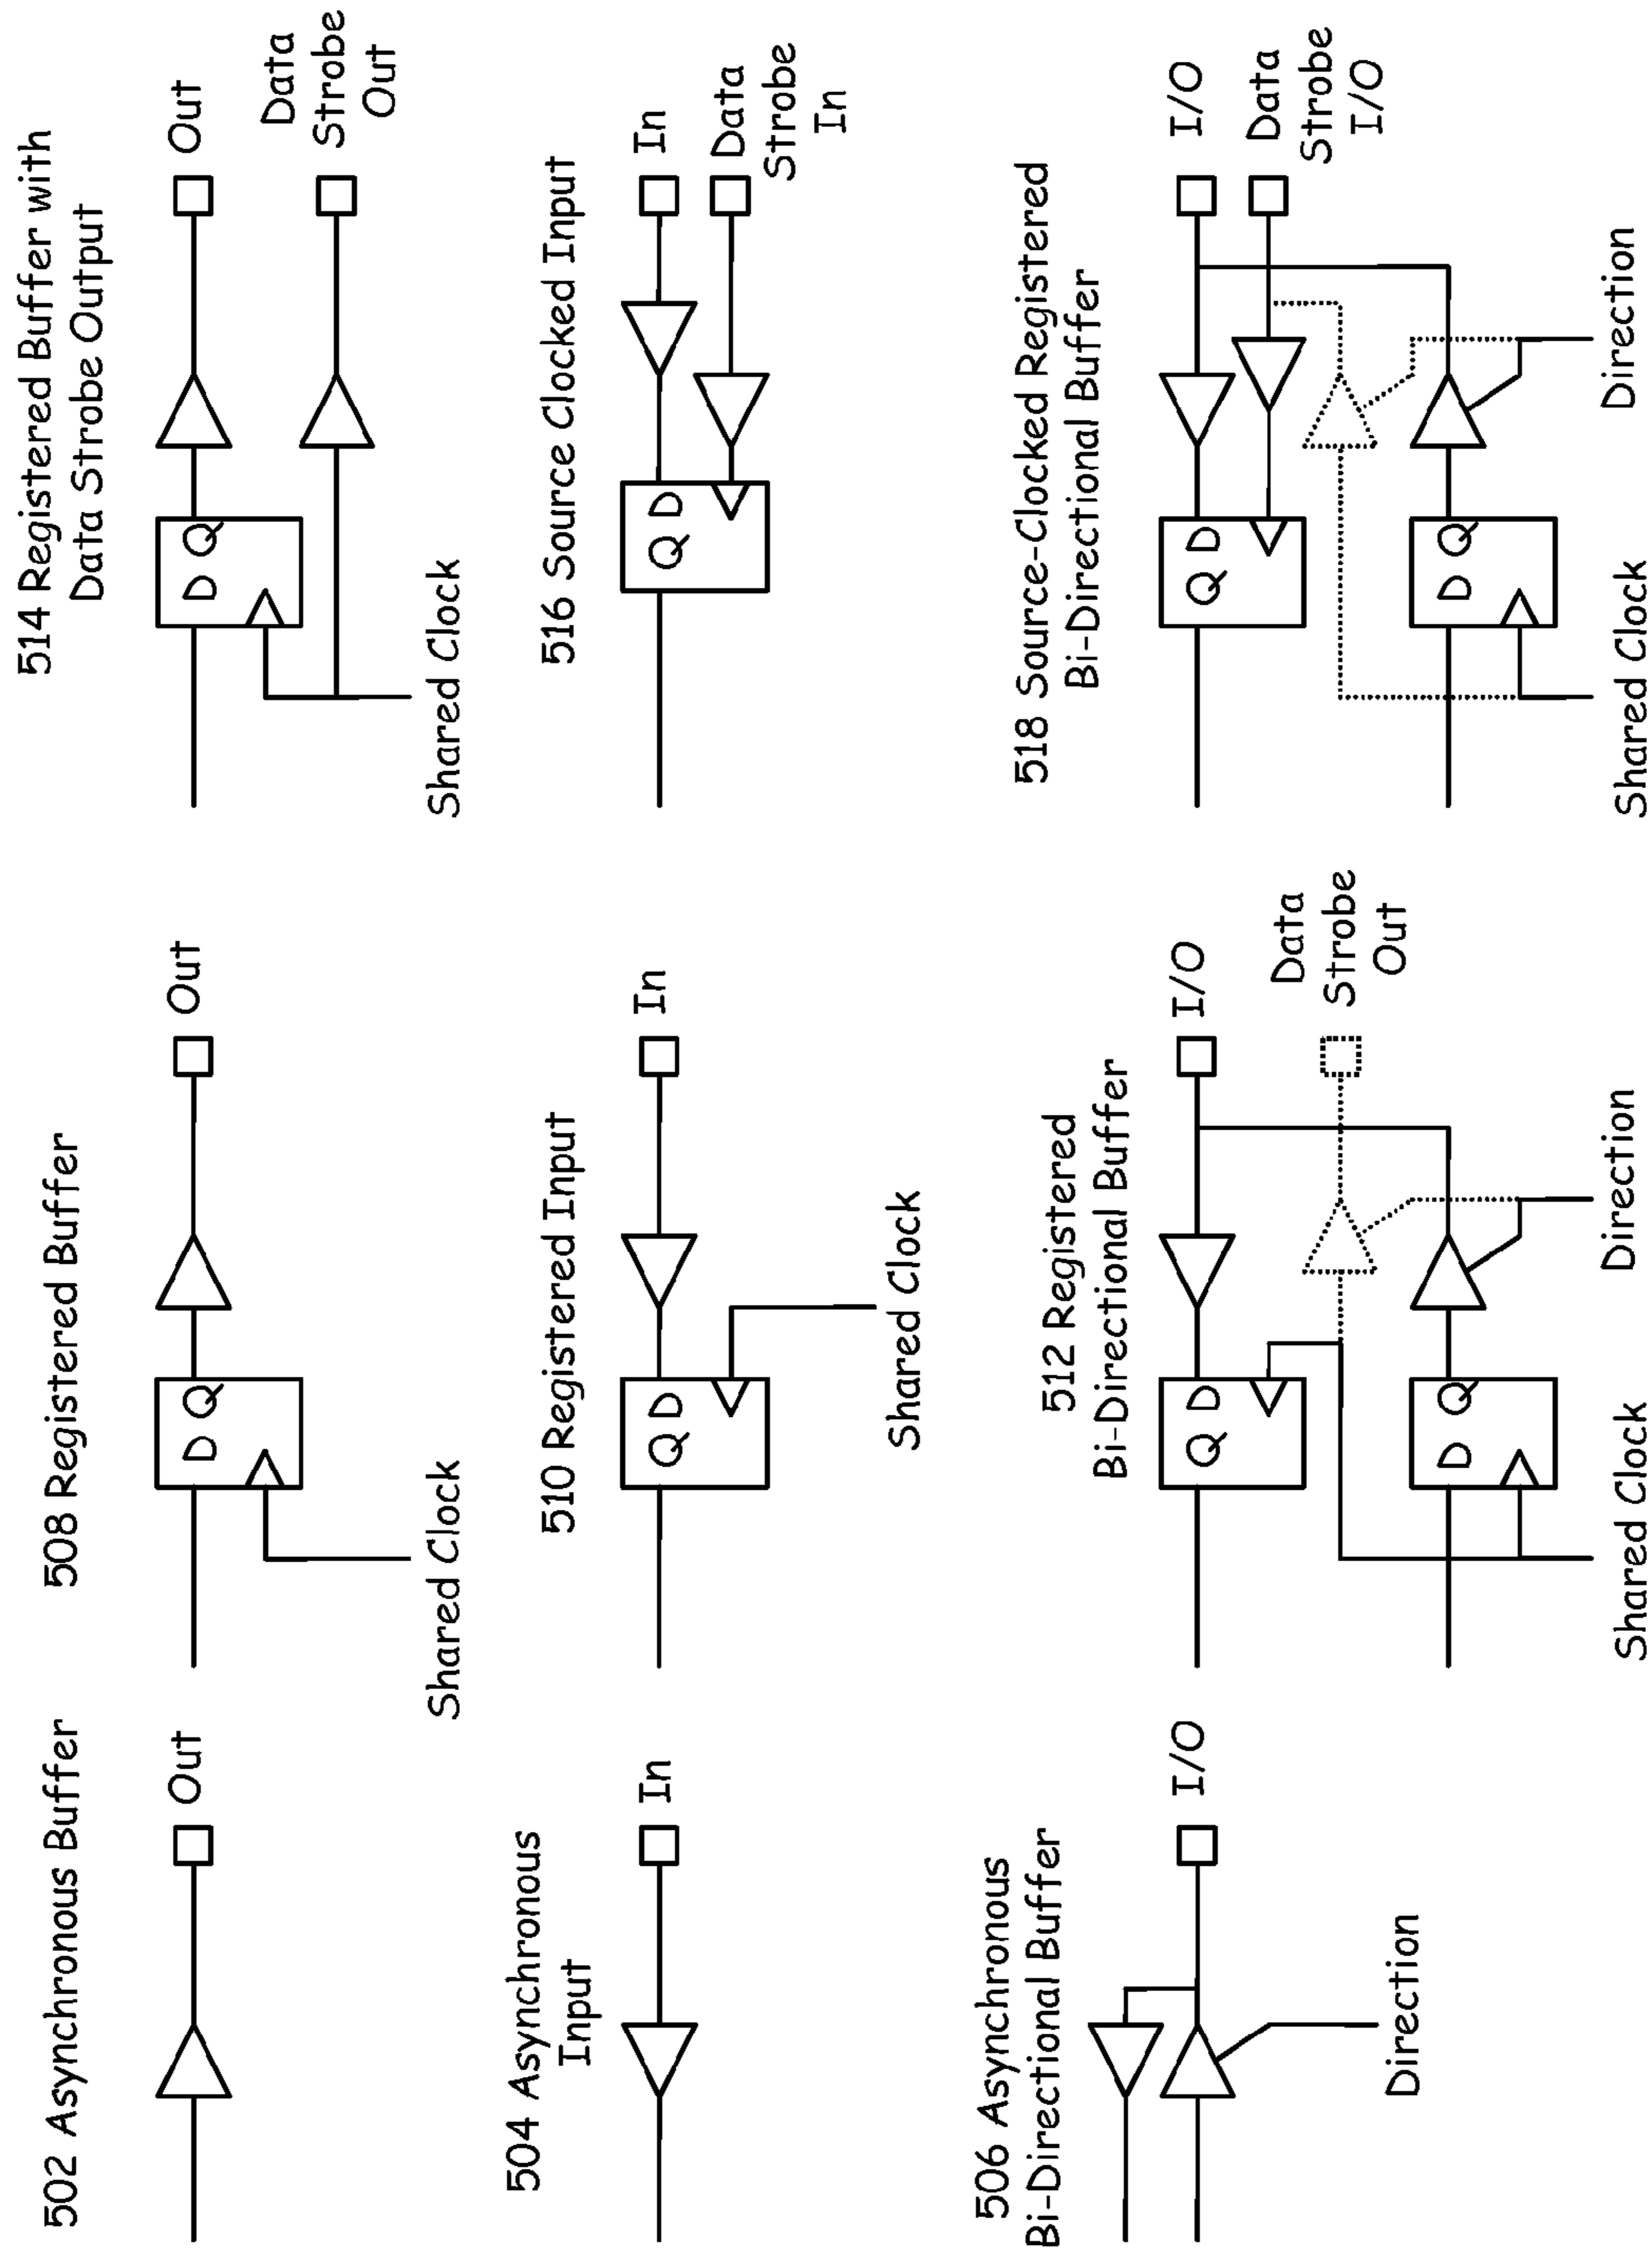 502 Asynchronous Buffer
Out
504 Asynchronous
Input
In
506 Asynchronous
Bi-Directional Buffer
I/O
Direction
508 Registered Buffer
D Q
Out
Shared Clock
510 Registered Input
Q D
In
Shared Clock
512 Registered
Bi-Directional Buffer
Q D
I/O
Data
Strobe
Out
D Q
Shared Clock
Direction
514 Registered Buffer with
Data Strobe Output
D Q
Out
Data
Strobe
Out
Shared Clock
516 Source Clocked Input
Q D
In
Data
Strobe
In
518 Source-Clocked Registered
Bi-Directional Buffer
Q D
I/O
Data
Strobe
I/O
D Q
Shared Clock
Direction